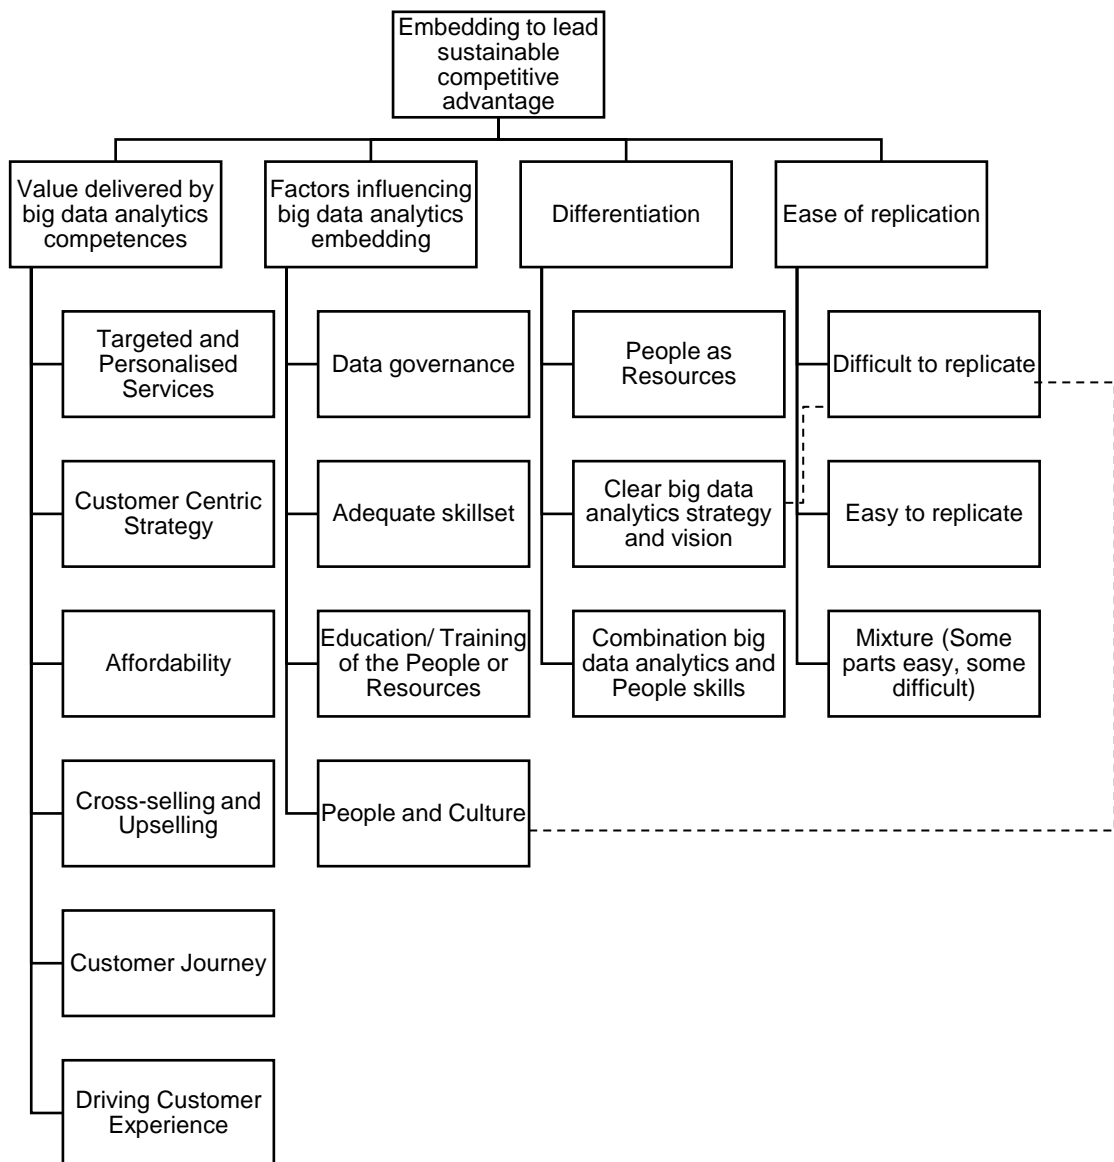 Embedding to lead
sustainable
competitive
advantage
Value delivered by
big data analytics
competences
Factors influencing
big data analytics
embedding
Differentiation
Ease of replication
Targeted and
Personalised
Services
Data governance
People as
Resources
Difficult to replicate
Customer Centric
Strategy
Adequate skillset
Clear big data
analytics strategy
and vision
Easy to replicate
Affordability
Education/ Training
of the People or
Resources
Combination big
data analytics and
People skills
Mixture (Some
parts easy, some
difficult)
Cross-selling and
Upselling
People and Culture
Customer Journey
Driving Customer
Experience